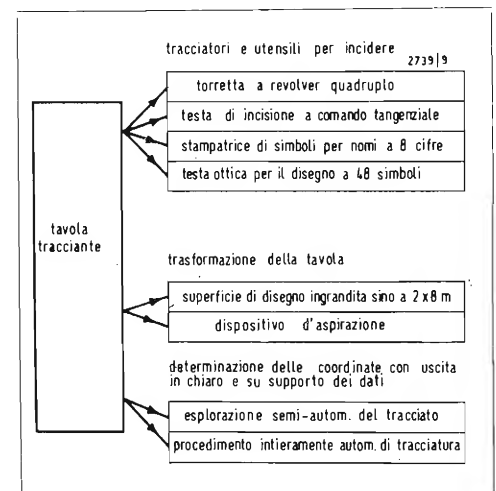 tracciatori e utensili per incidere
2739|9
torretta a revolver quadruplo
testa di incisione a comando tangenziale
stampatrice di simboli per nomi a 8 cifre
testa ottica per il disegno a 48 simboli
tavola
tracciante
trasformazione della tavola
superficie di disegno ingrandita sino a 2x8 m
dispositivo d'aspirazione
determinazione delle coordinate con uscita
in chiaro e su supporto dei dati
esplorazione semi-autom. del tracciato
procedimento intieramente autom. di tracciatura